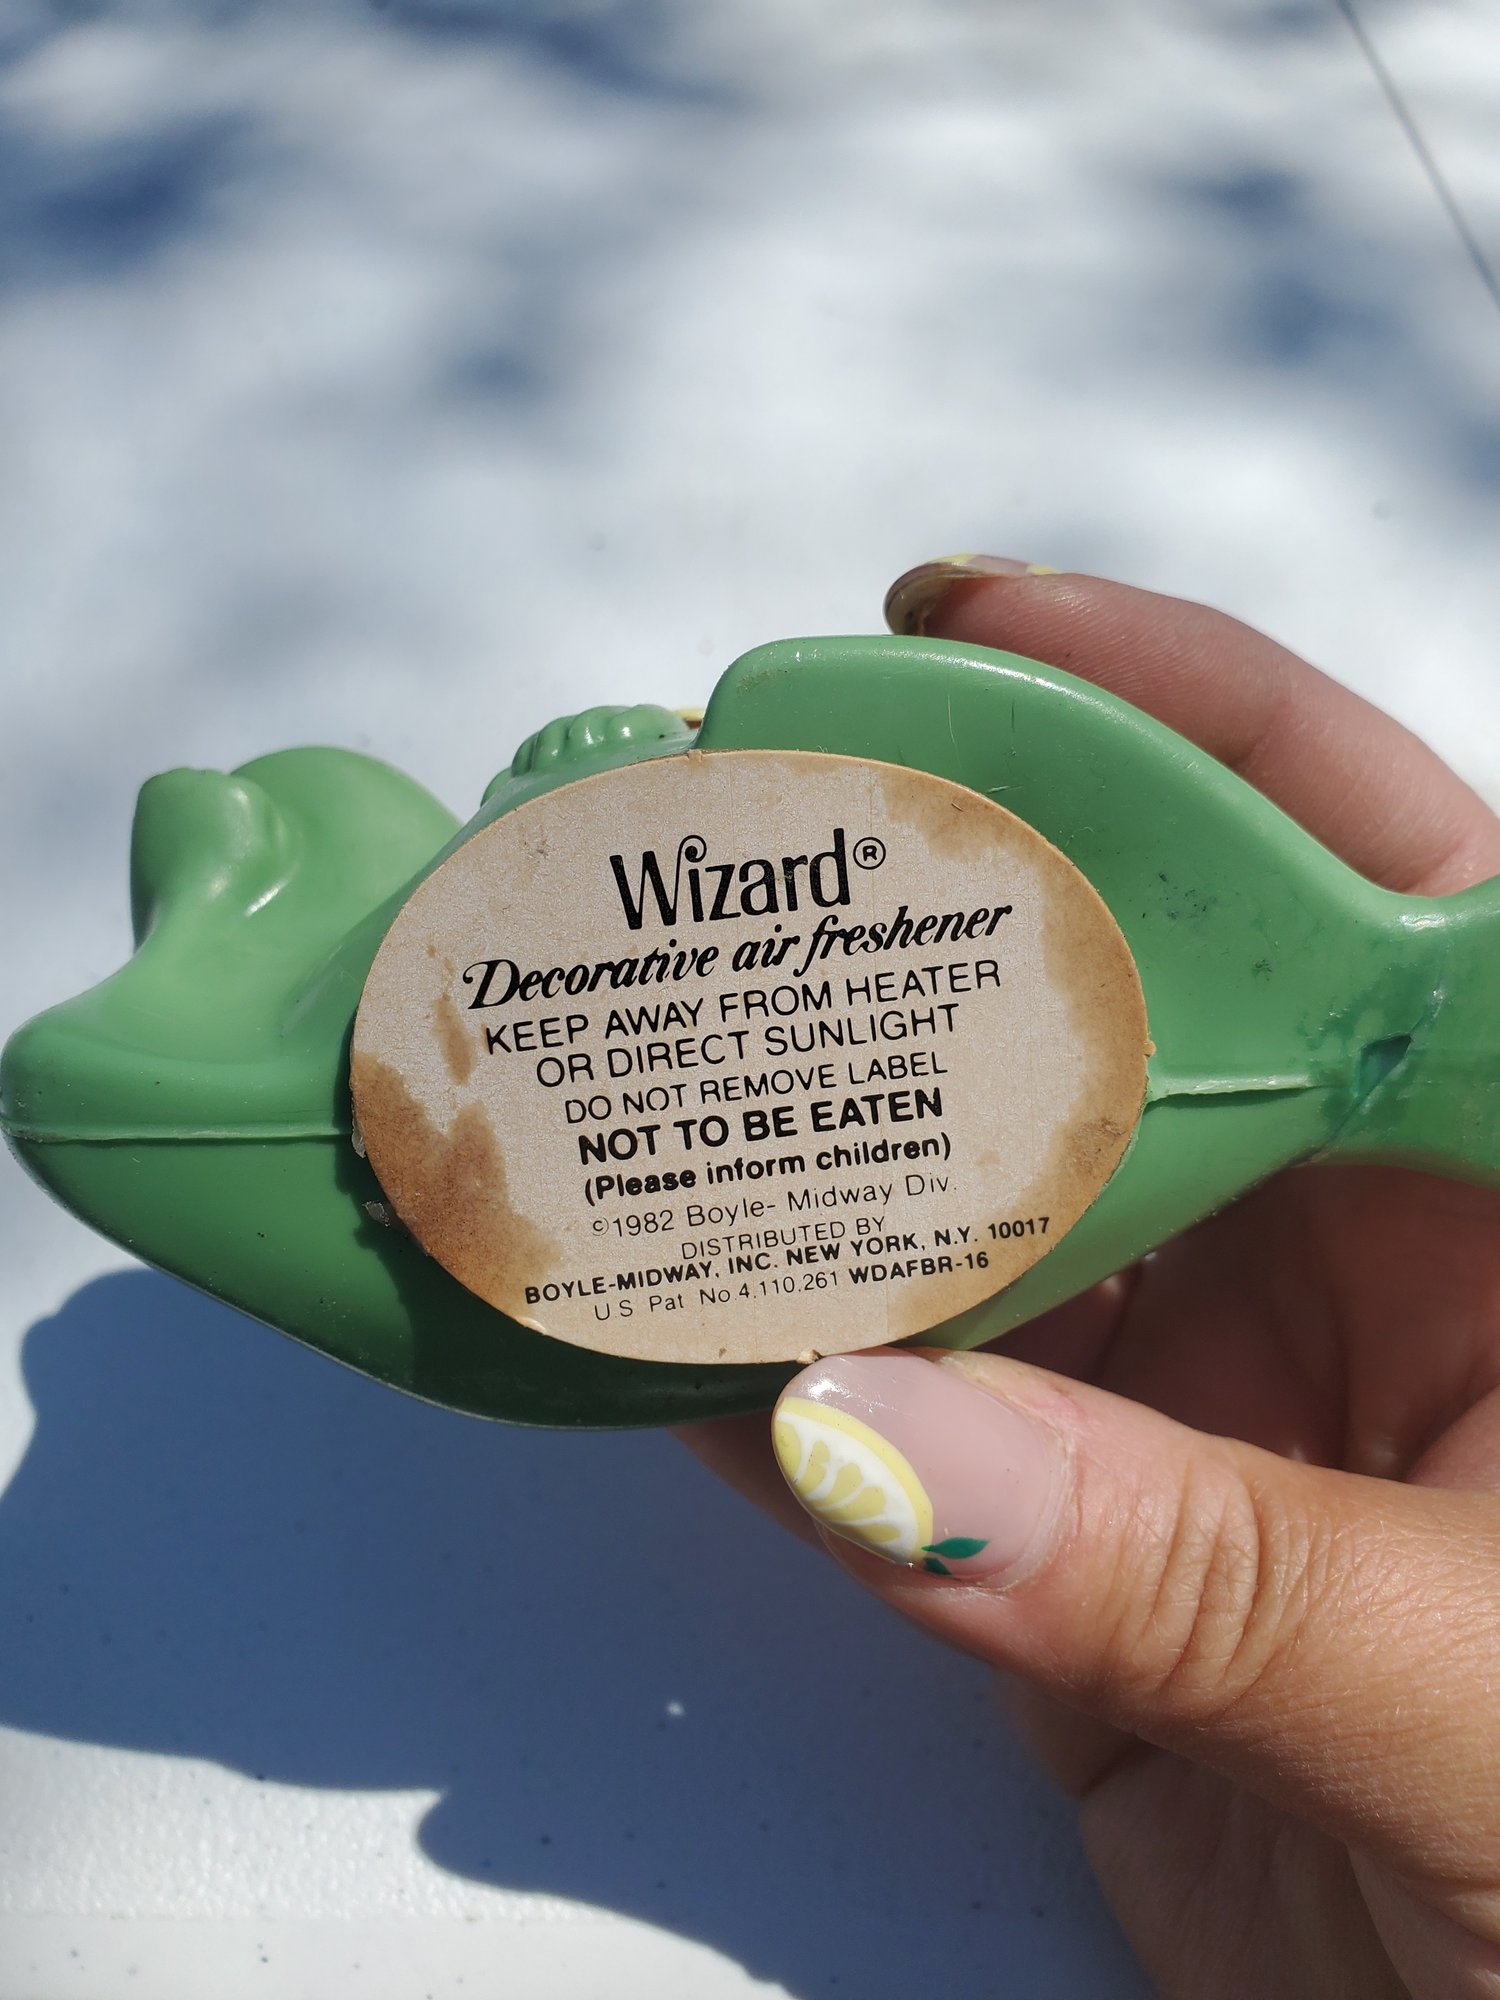 Wizard®
Decorative air freshener
KEEP AWAY FROM HEATER
OR DIRECT SUNLIGHT
DO NOT REMOVE LABEL
NOT TO BE EATEN
(Please inform children)
©1982 Boyle- Midway Div.
DISTRIBUTED BY
BOYLE-MIDWAY, INC. NEW YORK, N.Y. 10017
U.S Pat No 4.110.261 WDAFBR-16